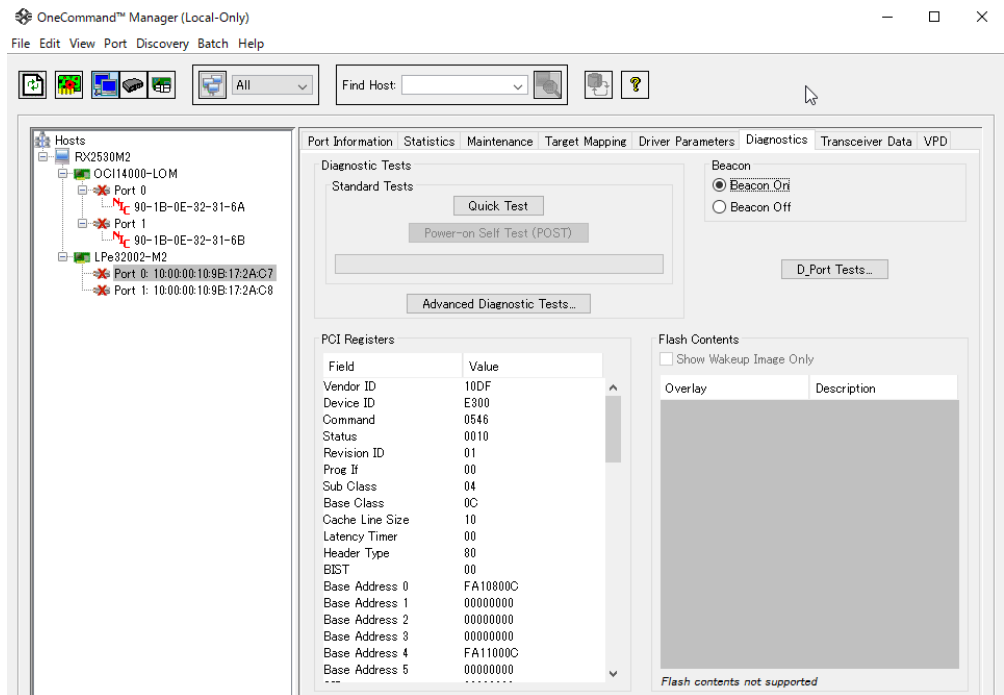 OneCommand™ Manager (Local-Only)
File Edit View Port Discovery Batch Help
All
Find Host:
Hosts
RX2530M2
OCl14000-LOM
Port 0
NIC 90-1B-0E-32-31-6A
Port 1
NIC 90-1B-0E-32-31-6B
LPe32002-M2
Port 0: 10:00:00:10:9B:17:2A:C7
Port 1: 10:00:00:10:9B:17:2A:C8
Port Information Statistics Maintenance Target Mapping Driver Parameters Diagnostics Transceiver Data VPD
Diagnostic Tests
Standard Tests
Quick Test
Power-on Self Test (POST)
Advanced Diagnostic Tests...
Beacon
Beacon On
Beacon Off
D_Port Tests...
PCI Registers
Field Value
Vendor ID 10DF
Device ID E300
Command 0546
Status 0010
Revision ID 01
Prog If 00
Sub Class 04
Base Class 0C
Cache Line Size 10
Latency Timer 00
Header Type 80
BIST 00
Base Address 0 FA10800C
Base Address 1 00000000
Base Address 2 00000000
Base Address 3 00000000
Base Address 4 FA11000C
Base Address 5 00000000
Flash Contents
Show Wakeup Image Only
Overlay Description
Flash contents not supported